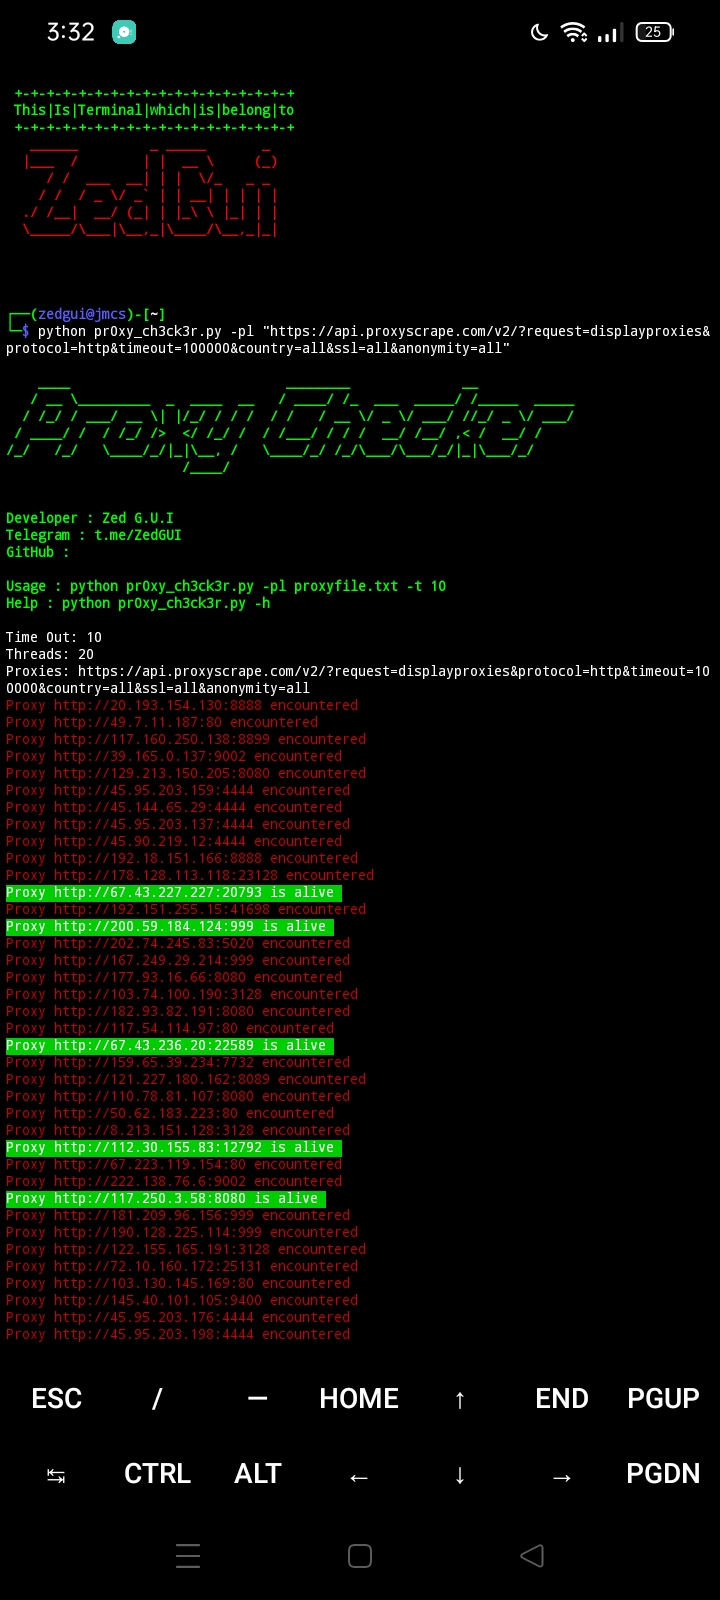 3:32
25
+-+-+-+-+-+-+-+-+-+-+-+-+-+-+-+-+-+
This|Is|Terminal|which|is|belong|to
+-+-+-+-+-+-+-+-+-+-+-+-+-+-+-+-+-+
ZedGui
┌──(zedgui@jmcs)-[~]
└─$ python pr0xy_ch3ck3r.py -pl "https://api.proxyscrape.com/v2/?request=displayproxies&
protocol=http&timeout=100000&country=all&ssl=all&anonymity=all"
Proxy Checker
Developer : Zed G.U.I
Telegram : t.me/ZedGUI
GitHub :
Usage : python pr0xy_ch3ck3r.py -pl proxyfile.txt -t 10
Help : python pr0xy_ch3ck3r.py -h
Time Out: 10
Threads: 20
Proxies: https://api.proxyscrape.com/v2/?request=displayproxies&protocol=http&timeout=10
0000&country=all&ssl=all&anonymity=all
Proxy http://20.193.154.130:8888 encountered
Proxy http://49.7.11.187:80 encountered
Proxy http://117.160.250.138:8899 encountered
Proxy http://39.165.0.137:9002 encountered
Proxy http://129.213.150.205:8080 encountered
Proxy http://45.95.203.159:4444 encountered
Proxy http://45.144.65.29:4444 encountered
Proxy http://45.95.203.137:4444 encountered
Proxy http://45.90.219.12:4444 encountered
Proxy http://192.18.151.166:8888 encountered
Proxy http://178.128.113.118:23128 encountered
Proxy http://67.43.227.227:20793 is alive
Proxy http://192.151.255.15:41698 encountered
Proxy http://200.59.184.124:999 is alive
Proxy http://202.74.245.83:5020 encountered
Proxy http://167.249.29.214:999 encountered
Proxy http://177.93.16.66:8080 encountered
Proxy http://103.74.100.190:3128 encountered
Proxy http://182.93.82.191:8080 encountered
Proxy http://117.54.114.97:80 encountered
Proxy http://67.43.236.20:22589 is alive
Proxy http://159.65.39.234:7732 encountered
Proxy http://121.227.180.162:8089 encountered
Proxy http://110.78.81.107:8080 encountered
Proxy http://50.62.183.223:80 encountered
Proxy http://8.213.151.128:3128 encountered
Proxy http://112.30.155.83:12792 is alive
Proxy http://67.223.119.154:80 encountered
Proxy http://222.138.76.6:9002 encountered
Proxy http://117.250.3.58:8080 is alive
Proxy http://181.209.96.156:999 encountered
Proxy http://190.128.225.114:999 encountered
Proxy http://122.155.165.191:3128 encountered
Proxy http://72.10.160.172:25131 encountered
Proxy http://103.130.145.169:80 encountered
Proxy http://145.40.101.105:9400 encountered
Proxy http://45.95.203.176:4444 encountered
Proxy http://45.95.203.198:4444 encountered
ESC / — HOME ↑ END PGUP
↹ CTRL ALT ← ↓ → PGDN